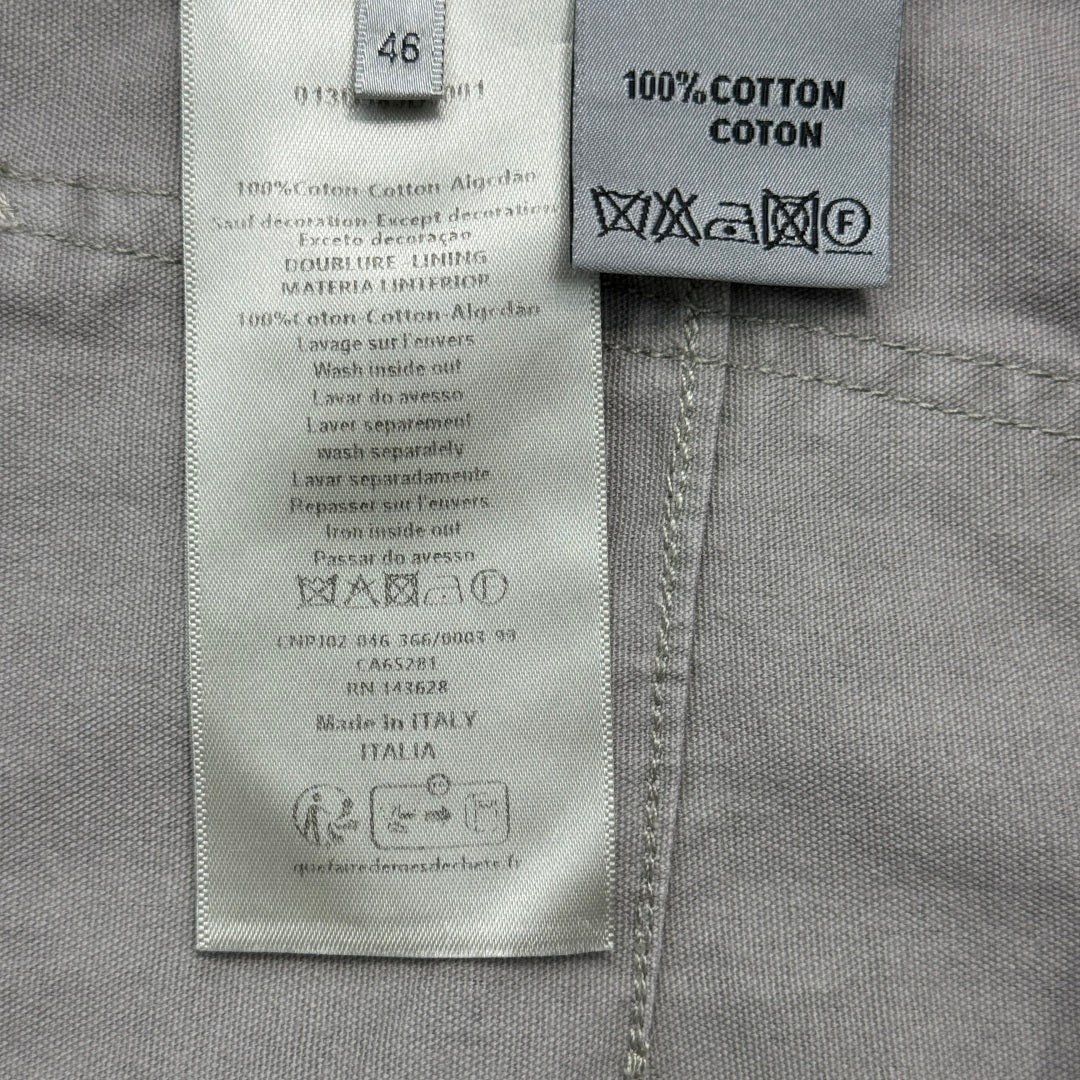 46
100%COTTON
COTON
F
100%Coton-Cotton-Algodão
Sauf decoration-Except decoration
Exceto decoração
DOUBLURE LINING
MATERIA LINTERIOR
100%Coton-Cotton-Algodão
Lavage sur l'envers
Wash inside out
Lavar do avesso
Laver separement
wash separately
Lavar separadamente
Repasser sur l'envers
Iron inside out
Passar do avesso
F
CNPJ02 046 366/0003 99
CA65281
RN 143628
Made in ITALY
ITALIA
quefairedemesdechets.fr